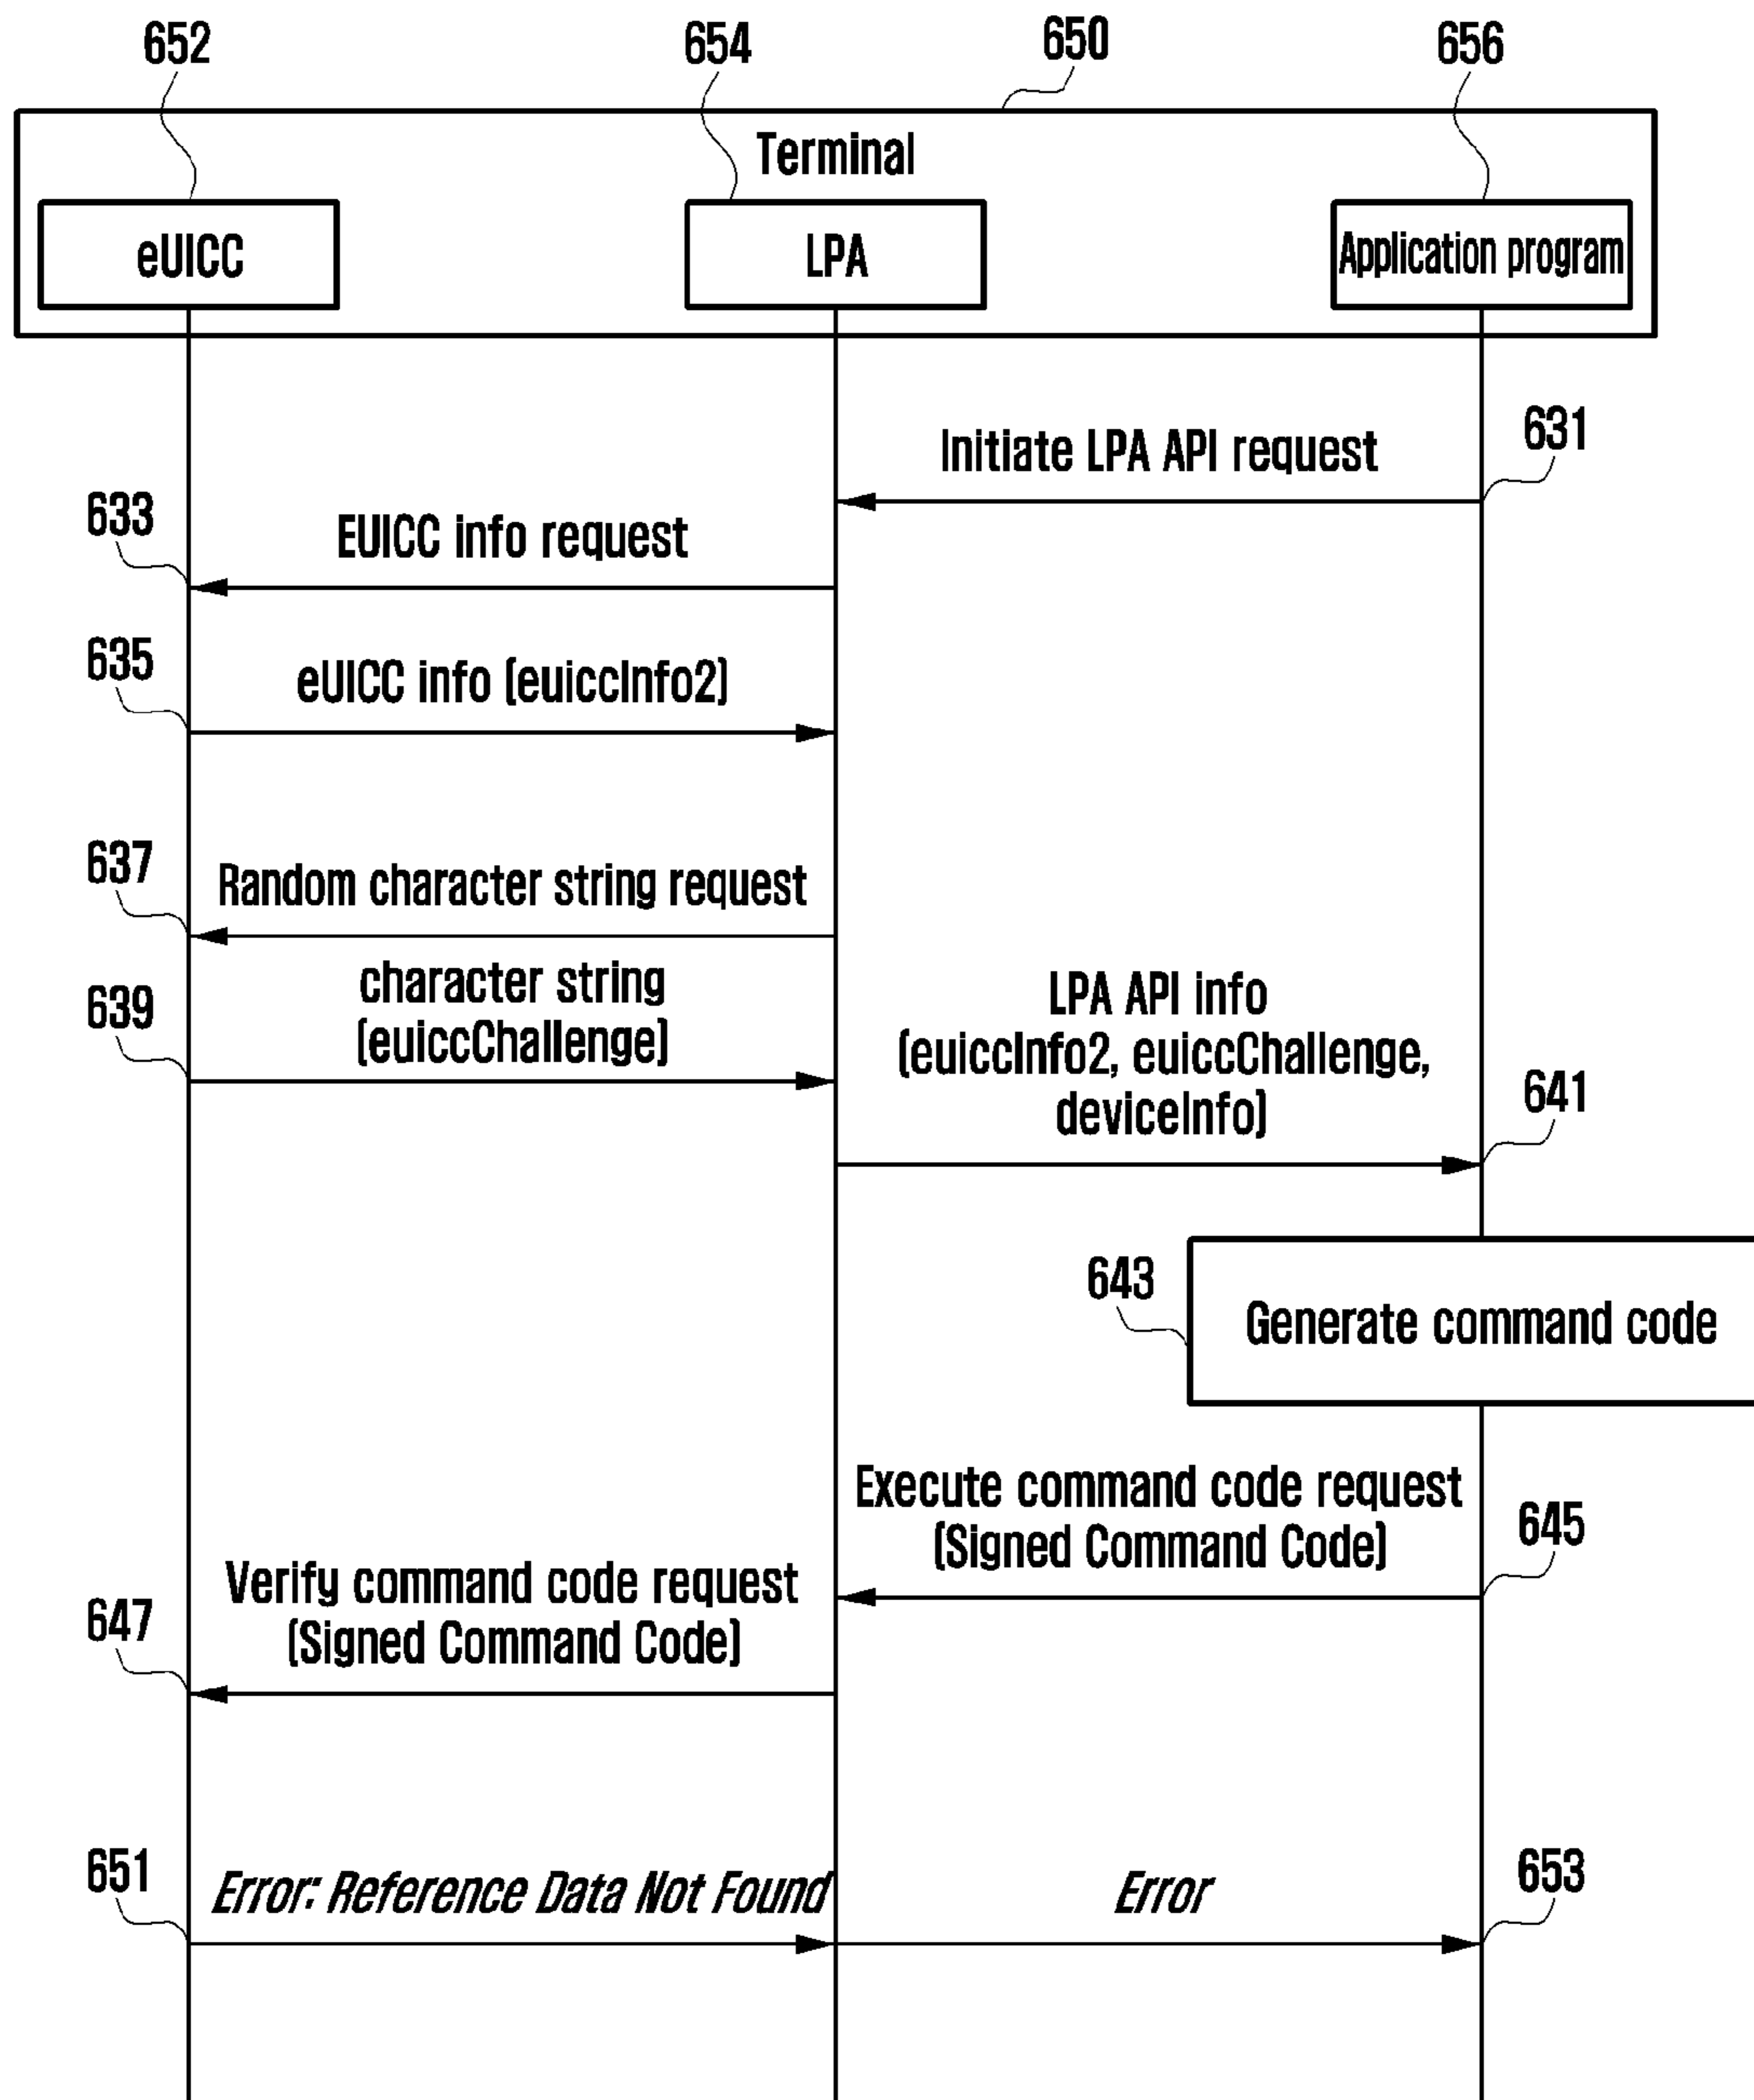 652
654
650
656
Terminal
eUICC
LPA
Application program
631
Initiate LPA API request
633
EUICC info request
635
eUICC info (euiccInfo2)
637
Random character string request
639
character string
(euiccChallenge)
LPA API info
(euiccInfo2, euiccChallenge,
deviceInfo)
641
643
Generate command code
Execute command code request
(Signed Command Code)
645
Verify command code request
(Signed Command Code)
647
651
Error: Reference Data Not Found
Error
653